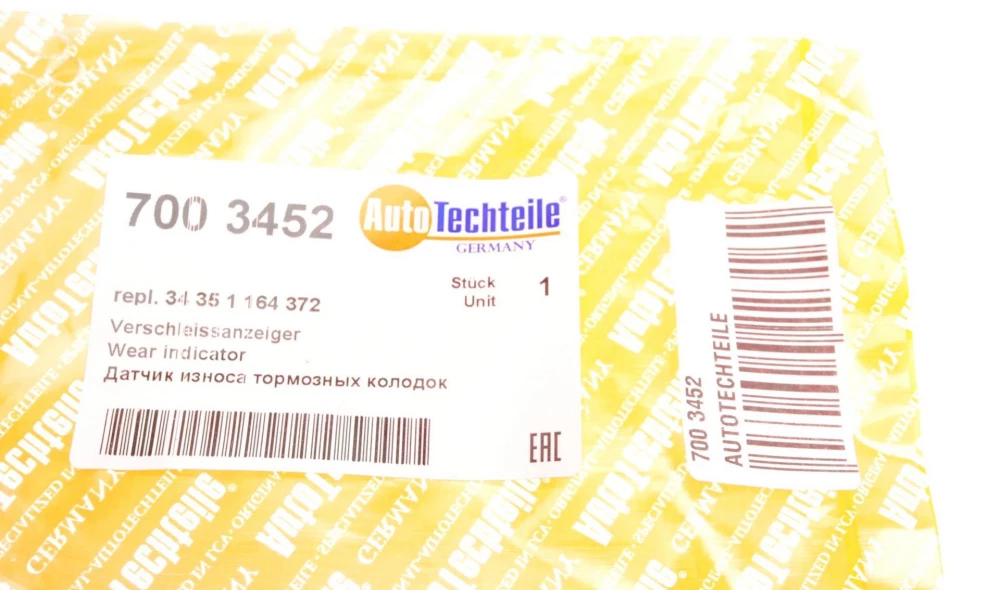 700 3452
AutoTechteile®
GERMANY
Stück 1
Unit
repl. 34 35 1 164 372
Verschleissanzeiger
Wear indicator
Датчик износа тормозных колодок
EAC
700 3452
AUTOTECHTEILE